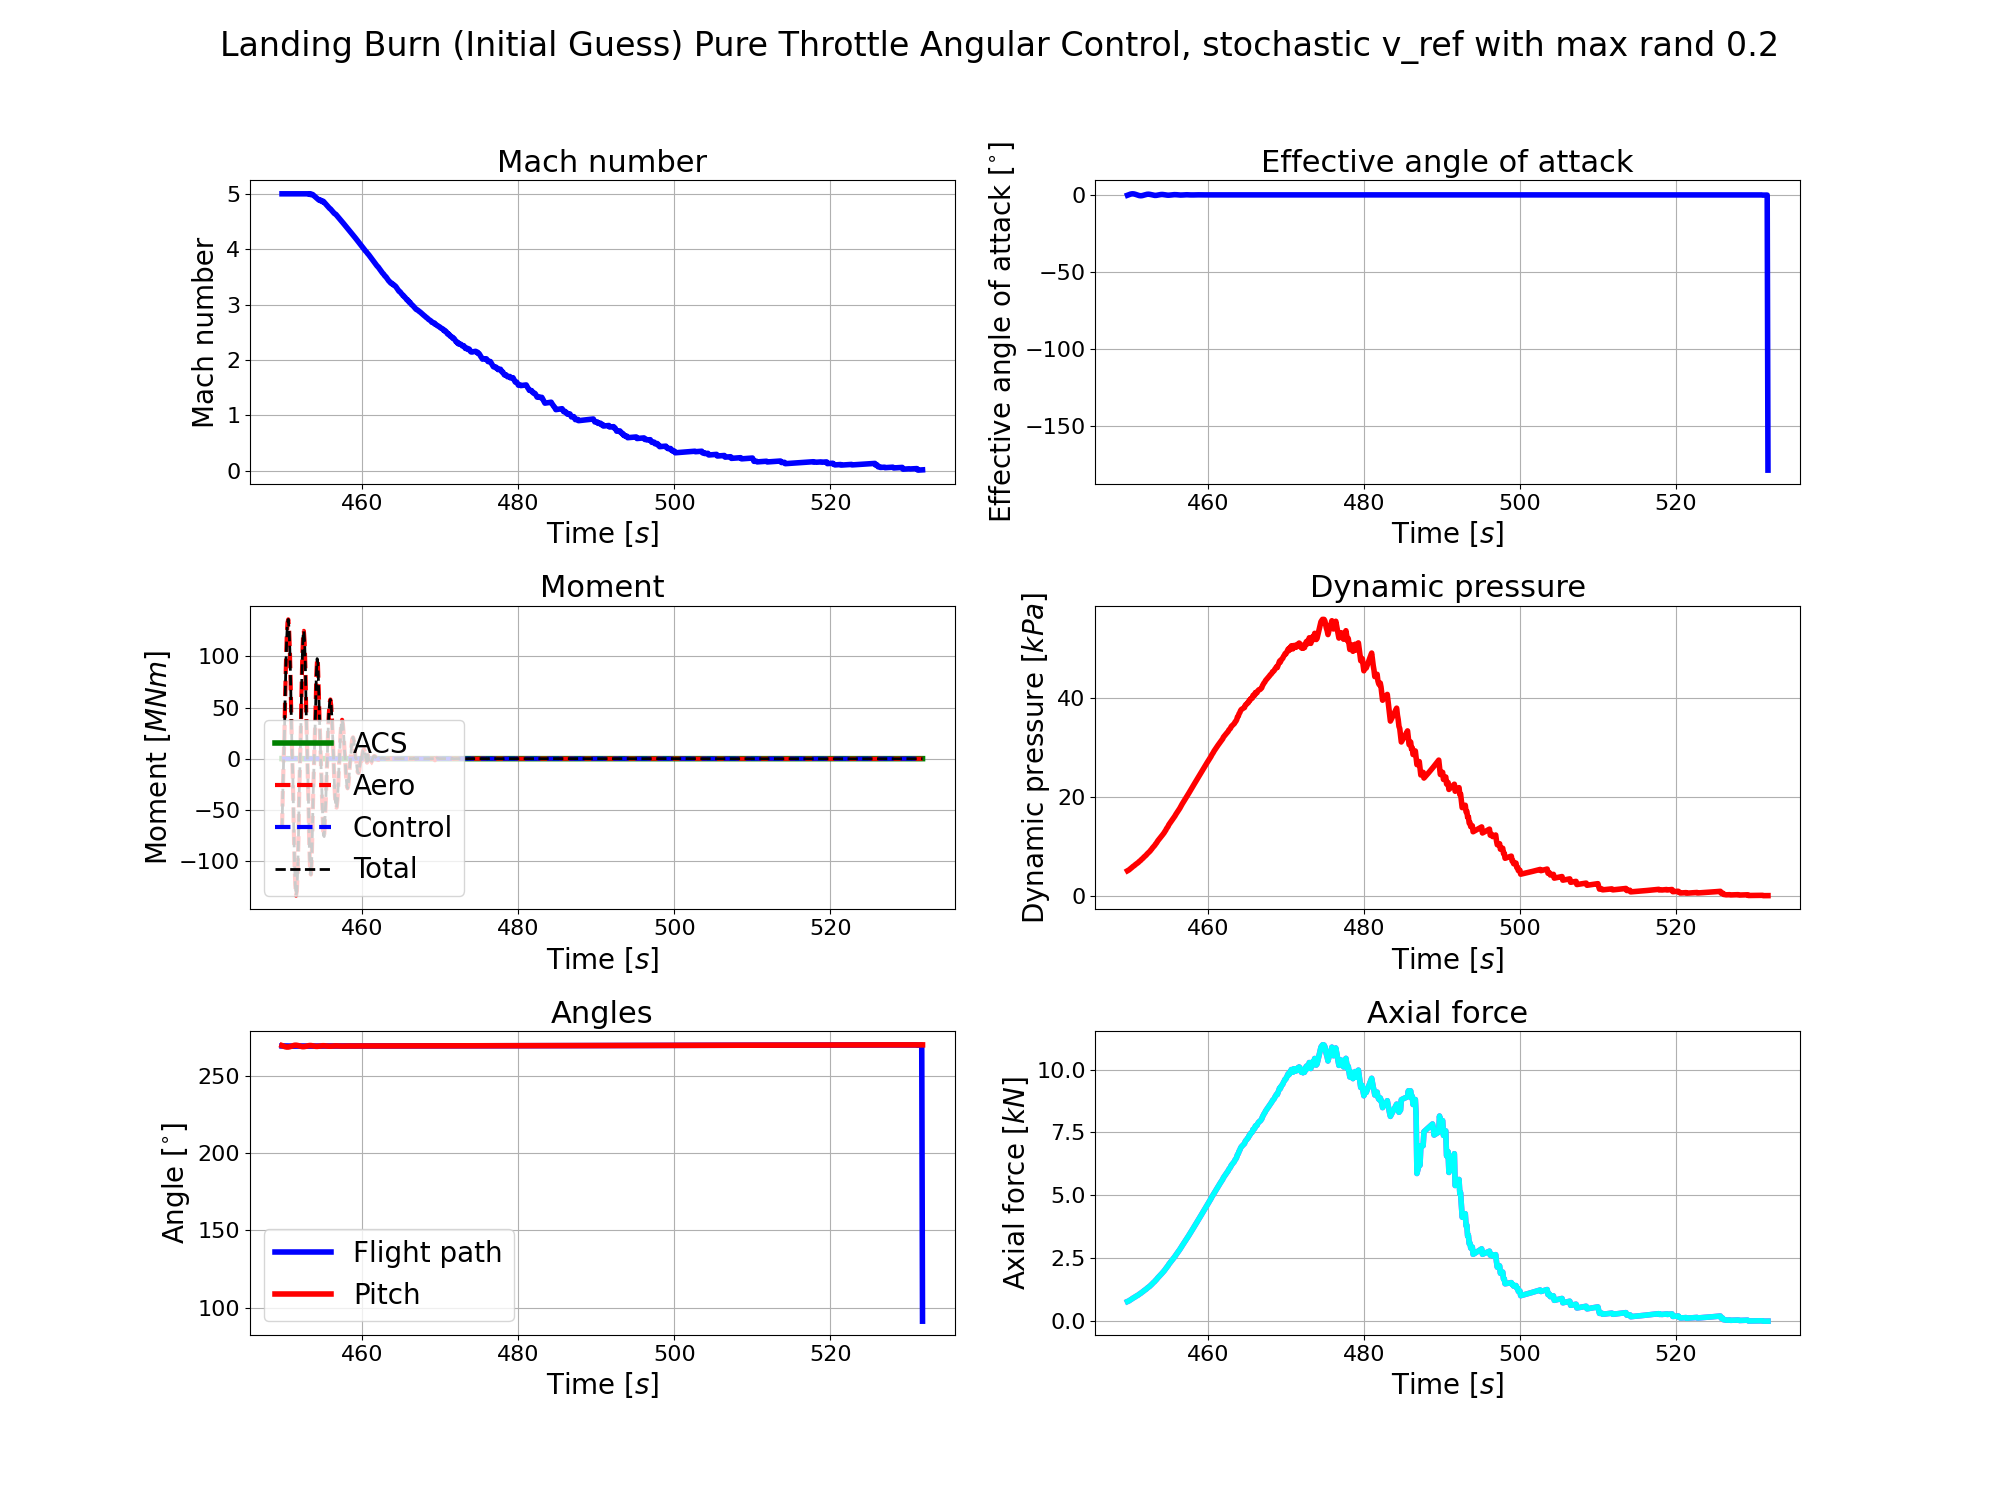 Landing Burn (Initial Guess) Pure Throttle Angular Control, stochastic v_ref with max rand 0.2
Mach number
Mach number
5
4
3
2
1
0
460 480 500 520
Time [s]
Effective angle of attack
Effective angle of attack [°]
0
−50
−100
−150
460 480 500 520
Time [s]
Moment
Moment [MNm]
100
50
0
−50
−100
ACS
Aero
Control
Total
460 480 500 520
Time [s]
Dynamic pressure
Dynamic pressure [kPa]
40
20
0
460 480 500 520
Time [s]
Angles
Angle [°]
250
200
150
100
Flight path
Pitch
460 480 500 520
Time [s]
Axial force
Axial force [kN]
10.0
7.5
5.0
2.5
0.0
460 480 500 520
Time [s]